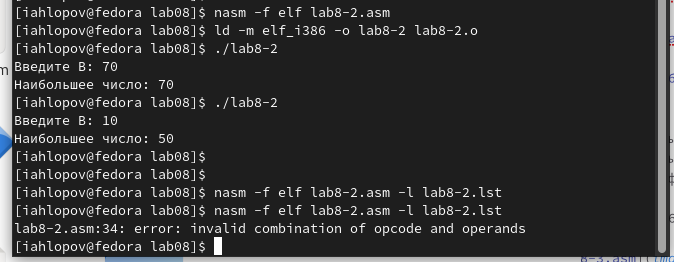 [iahlopov@fedora lab08]$ nasm -f elf lab8-2.asm
[iahlopov@fedora lab08]$ ld -m elf_i386 -o lab8-2 lab8-2.o
[iahlopov@fedora lab08]$ ./lab8-2
Введите В: 70
Наибольшее число: 70
[iahlopov@fedora lab08]$ ./lab8-2
Введите В: 10
Наибольшее число: 50
[iahlopov@fedora lab08]$
[iahlopov@fedora lab08]$
[iahlopov@fedora lab08]$ nasm -f elf lab8-2.asm -l lab8-2.lst
[iahlopov@fedora lab08]$ nasm -f elf lab8-2.asm -l lab8-2.lst
lab8-2.asm:34: error: invalid combination of opcode and operands
[iahlopov@fedora lab08]$